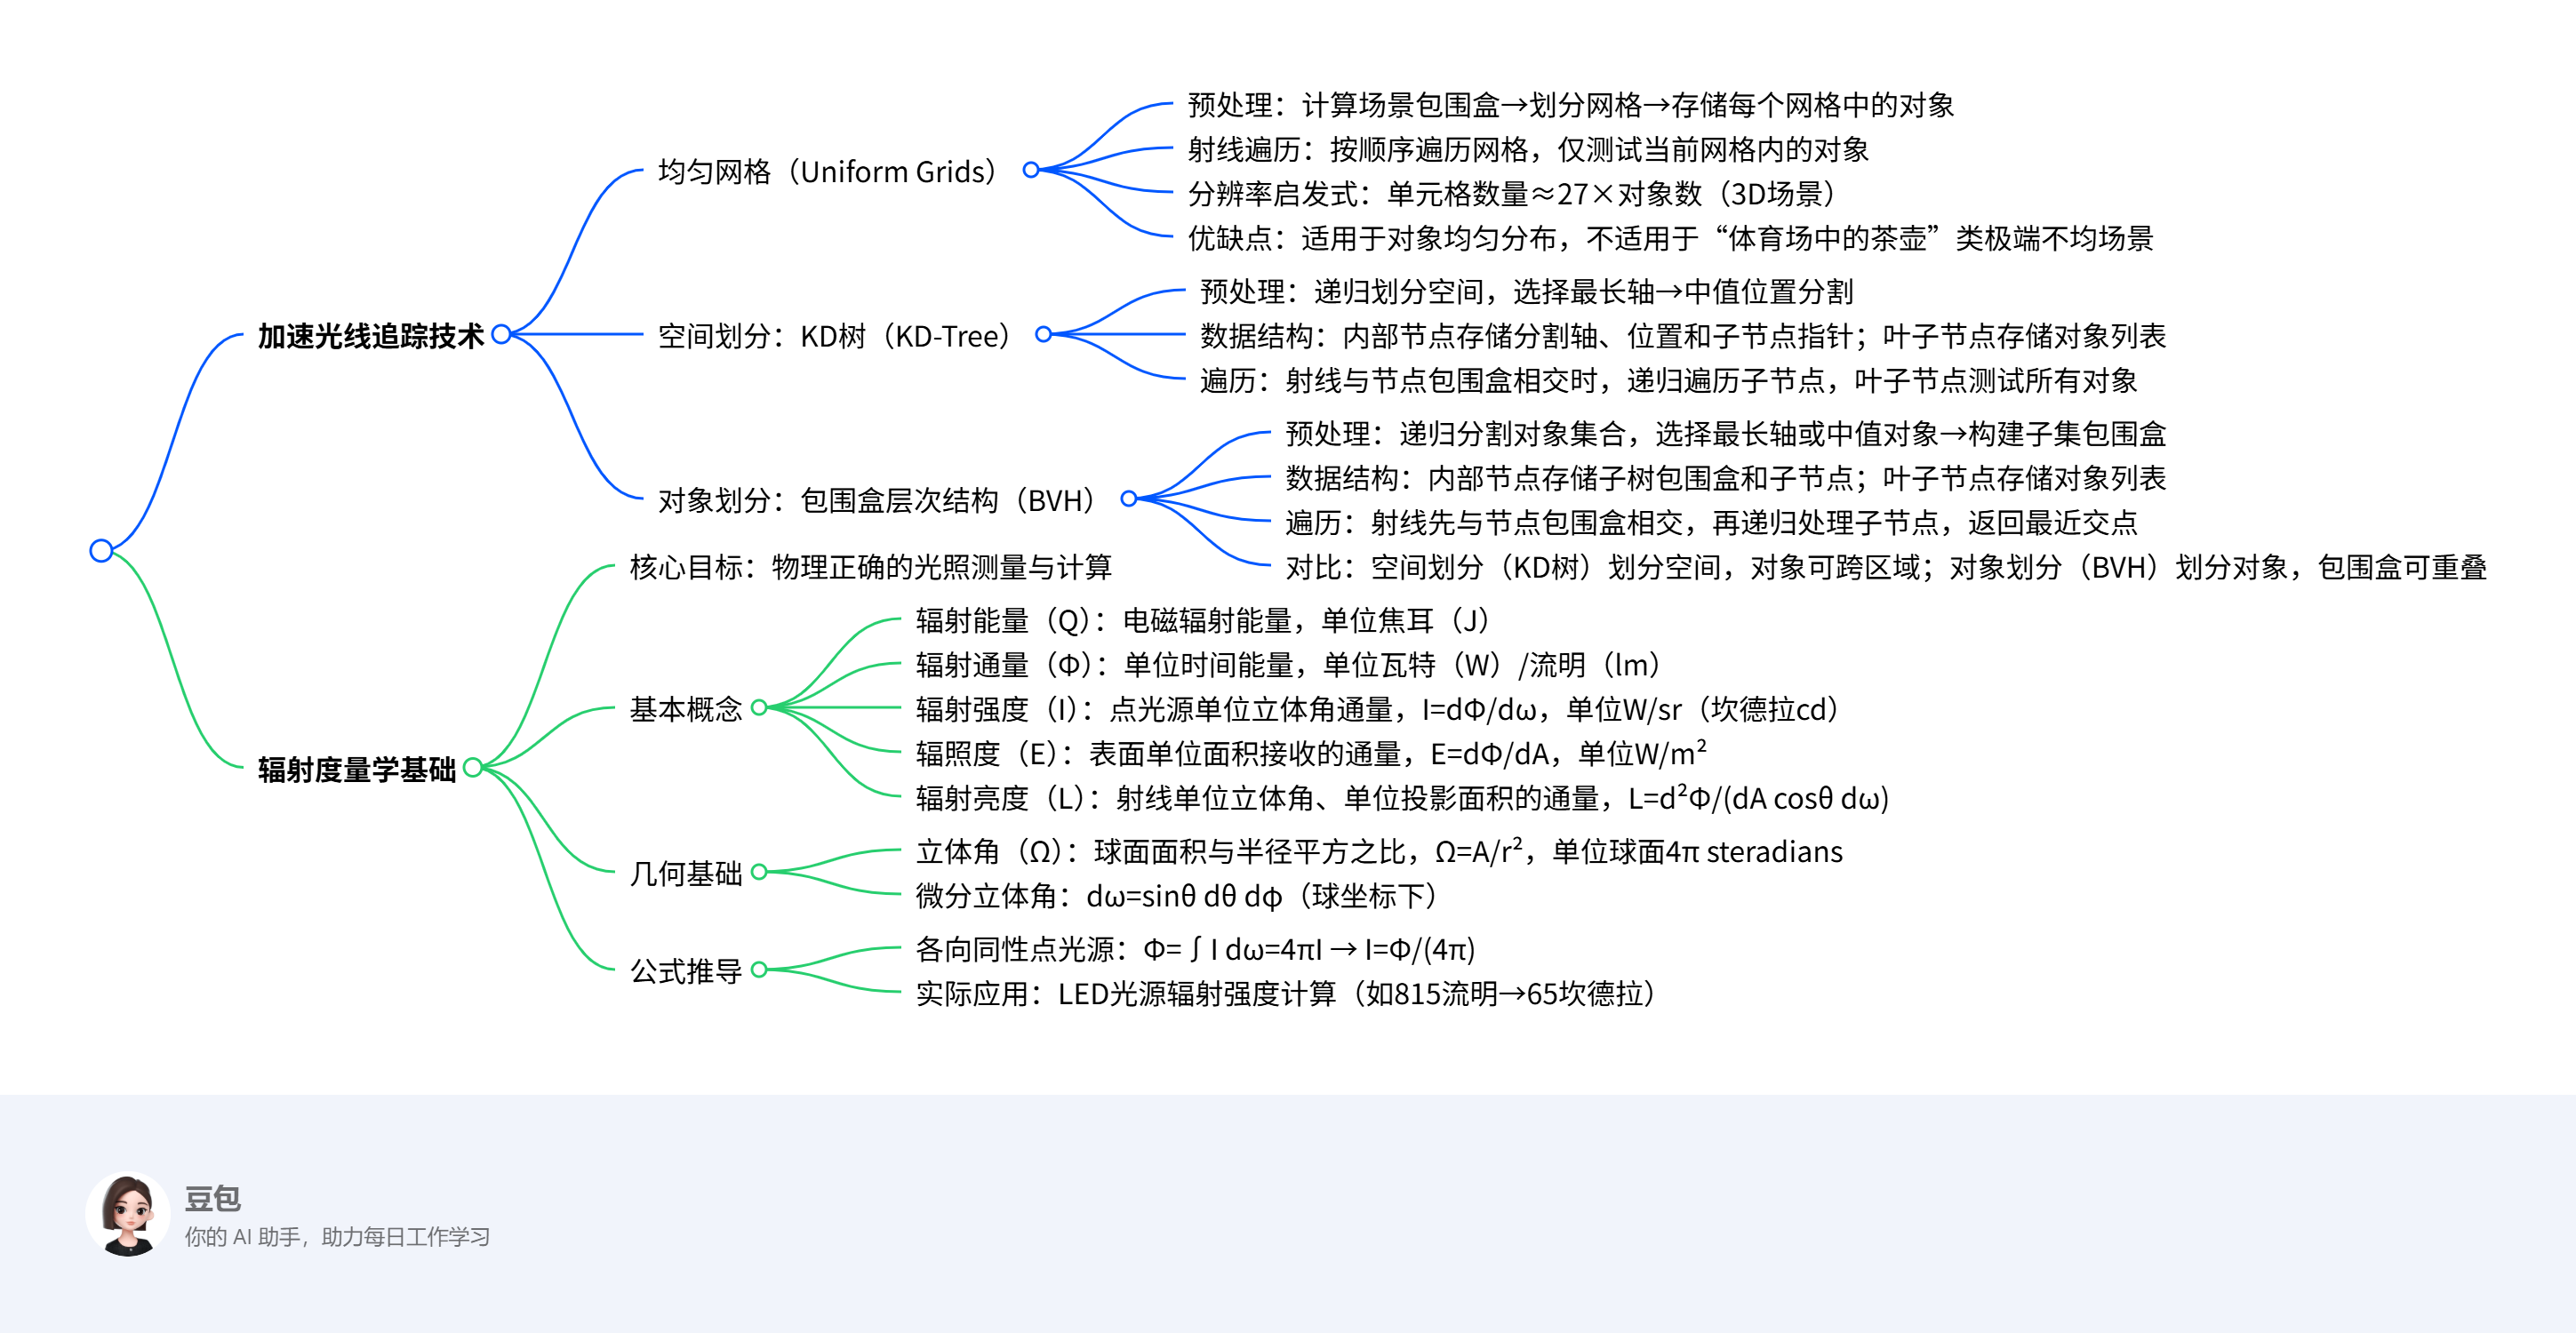 加速光线追踪技术
均匀网格（Uniform Grids）
预处理：计算场景包围盒→划分网格→存储每个网格中的对象
射线遍历：按顺序遍历网格，仅测试当前网格内的对象
分辨率启发式：单元格数量≈27×对象数（3D场景）
优缺点：适用于对象均匀分布，不适用于“体育场中的茶壶”类极端不均场景
空间划分：KD树（KD-Tree）
预处理：递归划分空间，选择最长轴→中值位置分割
数据结构：内部节点存储分割轴、位置和子节点指针；叶子节点存储对象列表
遍历：射线与节点包围盒相交时，递归遍历子节点，叶子节点测试所有对象
对象划分：包围盒层次结构（BVH）
预处理：递归分割对象集合，选择最长轴或中值对象→构建子集包围盒
数据结构：内部节点存储子树包围盒和子节点；叶子节点存储对象列表
遍历：射线先与节点包围盒相交，再递归处理子节点，返回最近交点
对比：空间划分（KD树）划分空间，对象可跨区域；对象划分（BVH）划分对象，包围盒可重叠
辐射度量学基础
核心目标：物理正确的光照测量与计算
基本概念
辐射能量（Q）：电磁辐射能量，单位焦耳（J）
辐射通量（Φ）：单位时间能量，单位瓦特（W）/流明（lm）
辐射强度（I）：点光源单位立体角通量，I=dΦ/dω，单位W/sr（坎德拉cd）
辐照度（E）：表面单位面积接收的通量，E=dΦ/dA，单位W/m²
辐射亮度（L）：射线单位立体角、单位投影面积的通量，L=d²Φ/(dA cosθ dω)
几何基础
立体角（Ω）：球面面积与半径平方之比，Ω=A/r²，单位球面4π steradians
微分立体角：dω=sinθ dθ dφ（球坐标下）
公式推导
各向同性点光源：Φ=∫I dω=4πI → I=Φ/(4π)
实际应用：LED光源辐射强度计算（如815流明→65坎德拉）
豆包
你的 AI 助手，助力每日工作学习